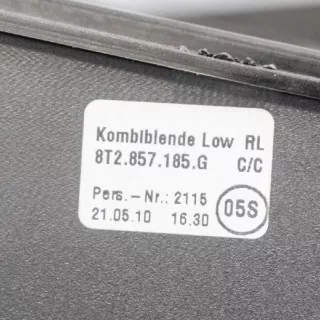 Kombiblende Low RL
8T2.857.185.G C/C
Pers.-Nr.: 2115
21.05.10 16.30 05S